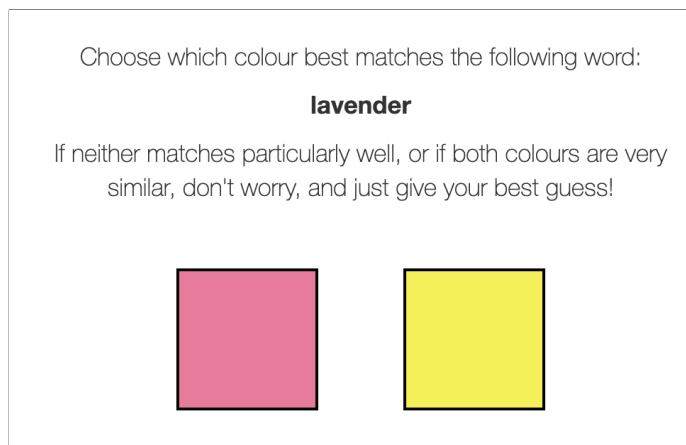 Choose which colour best matches the following word:
lavender
If neither matches particularly well, or if both colours are very
similar, don't worry, and just give your best guess!